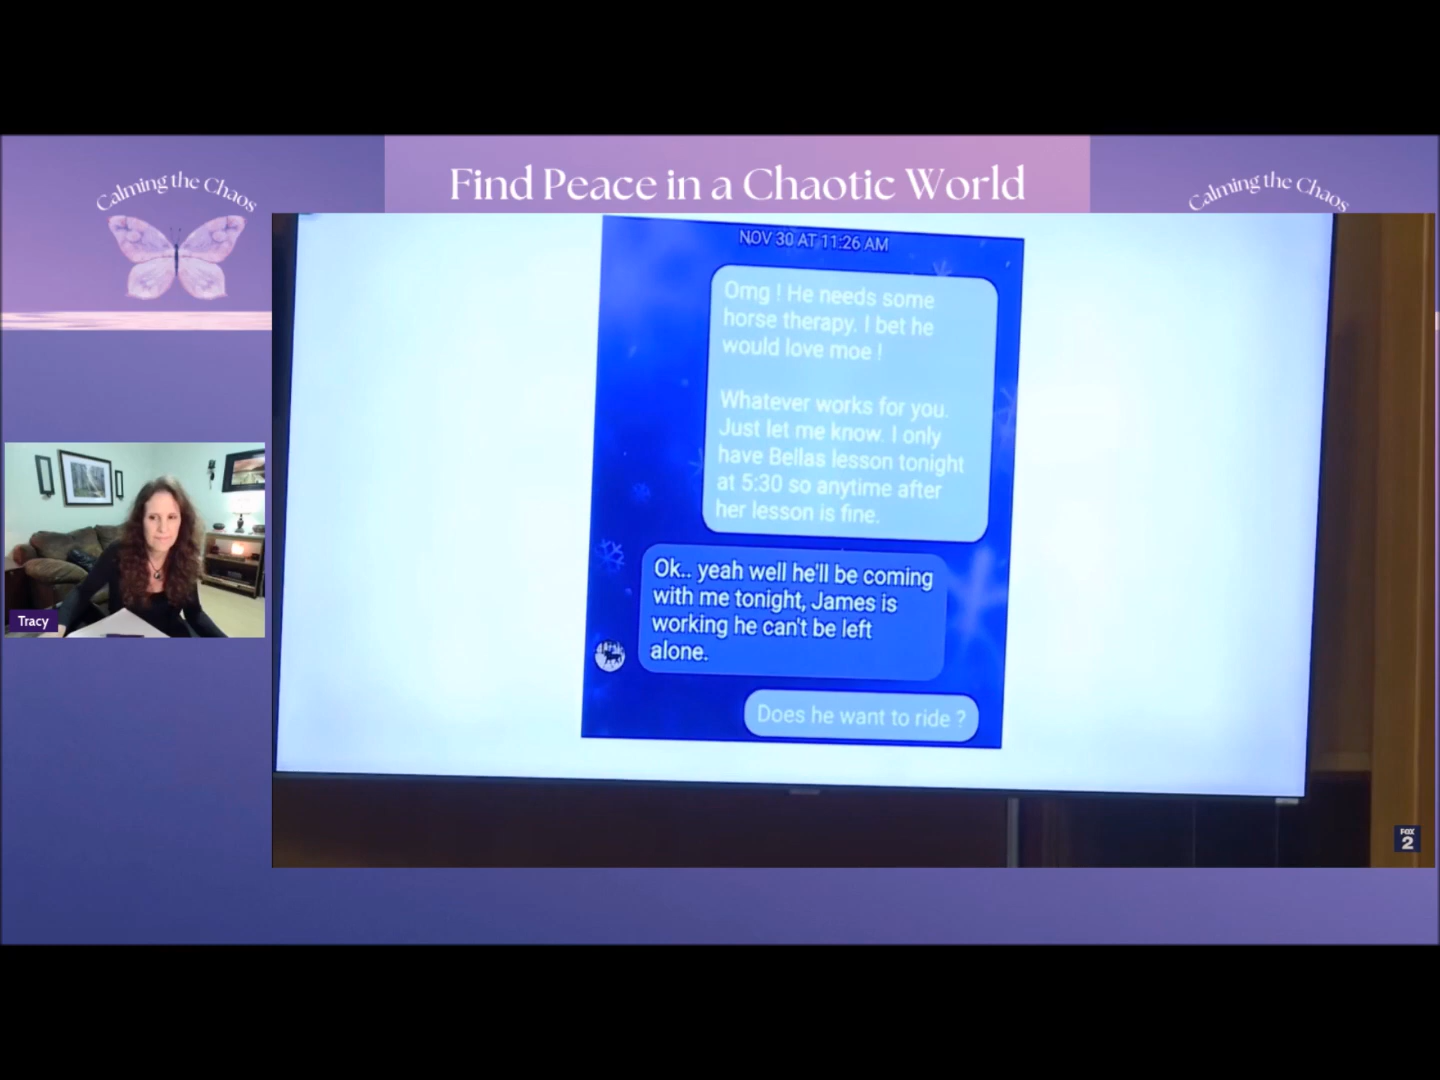 Find Peace in a Chaotic World
Calming the Chaos
Calming the Chaos
NOV 30 AT 11:26 AM
Omg ! He needs some
horse therapy. I bet he
would love moe !
Whatever works for you.
Just let me know. I only
have Bellas lesson tonight
at 5:30 so anytime after
her lesson is fine.
Ok.. yeah well he'll be coming
with me tonight, James is
working he can't be left
alone.
Does he want to ride ?
Tracy
FOX
2